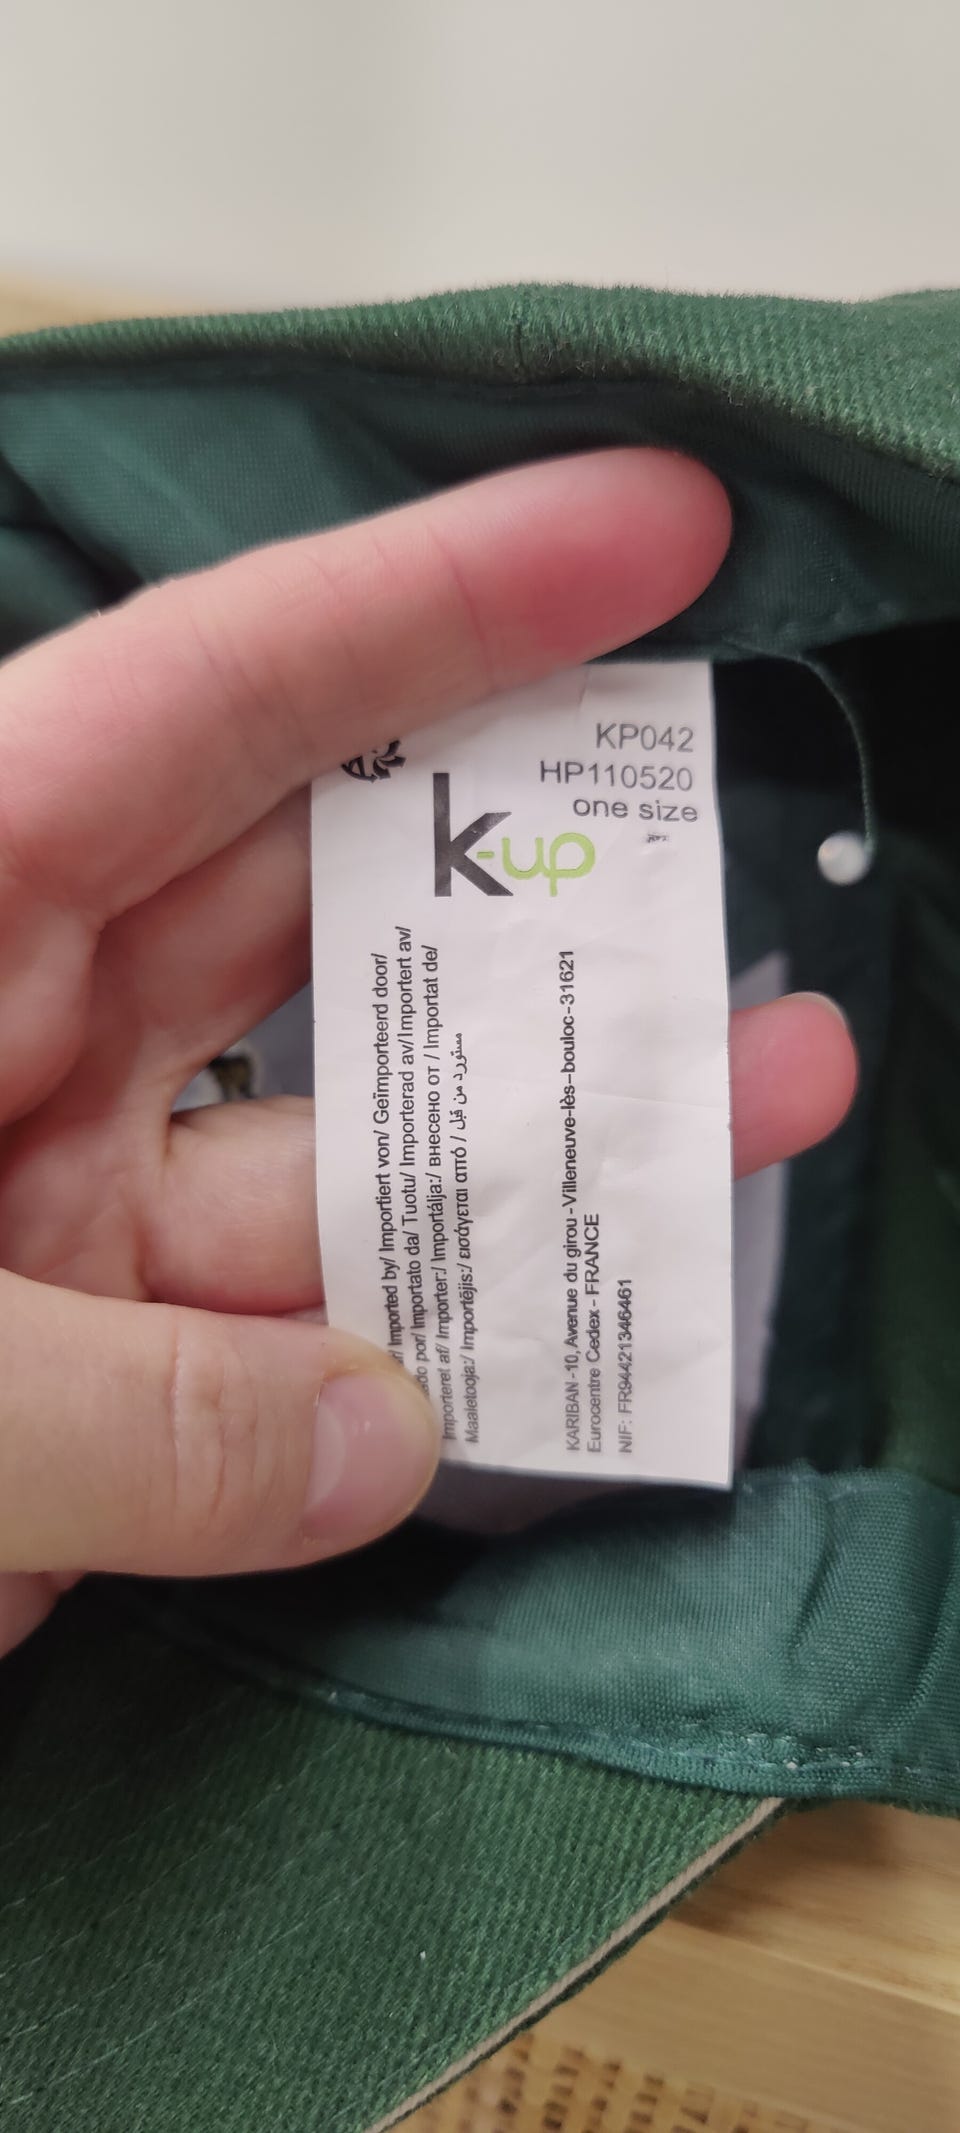 KP042
HP110520
one size
k-up
Imported by/ Importiert von/ Geïmporteerd door/
por/ Importato da/ Tuotu/ Importerad av/ Importert av/
Importeret af/ Importer:/ Importálja:/ внесено от / Importat de/
Maaletooja:/ Importējis:/ εισάγεται από / مستورد من قبل
KARIBAN -10, Avenue du girou - Villeneuve-lès-bouloc-31621
Eurocentre Cedex - FRANCE
NIF: FR94421346461